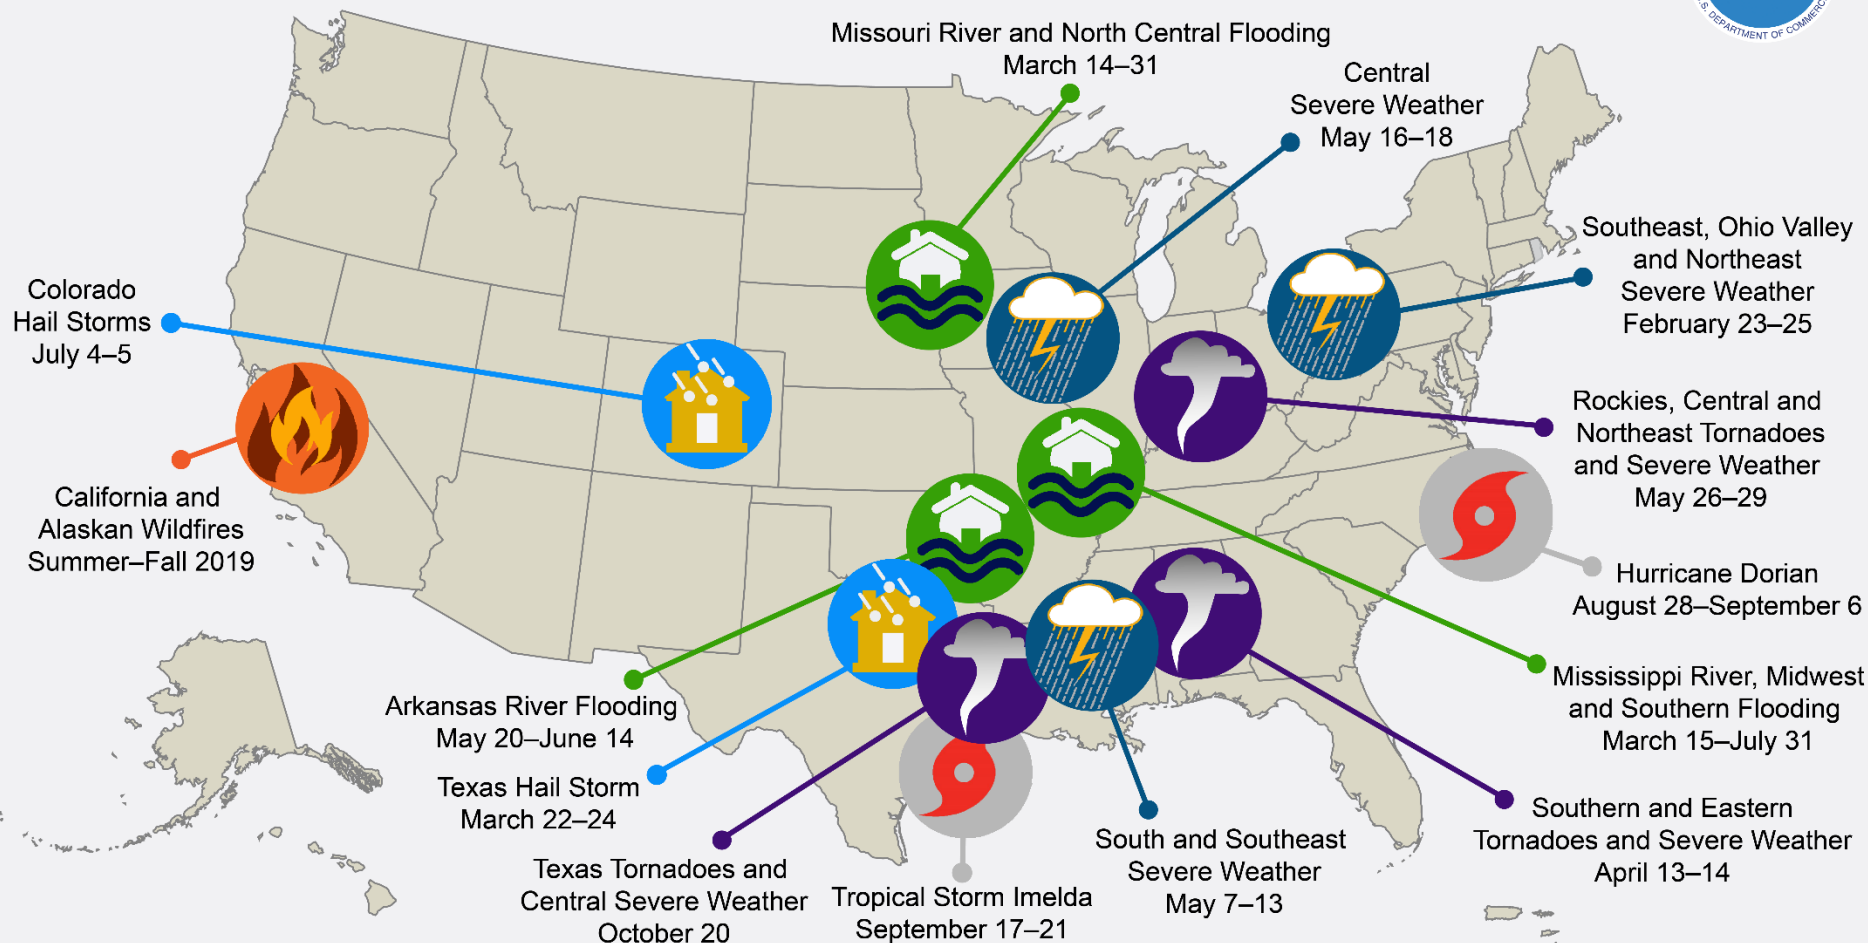 .S. DEPARTMENT OF COMMERC
Missouri River and North Central Flooding
March 14–31
Central
Severe Weather
May 16–18
Southeast, Ohio Valley
and Northeast
Severe Weather
February 23–25
Colorado
Hail Storms
July 4–5
Rockies, Central and
Northeast Tornadoes
and Severe Weather
May 26–29
California and
Alaskan Wildfires
Summer–Fall 2019
Hurricane Dorian
August 28–September 6
Mississippi River, Midwest
and Southern Flooding
March 15–July 31
Arkansas River Flooding
May 20–June 14
Texas Hail Storm
March 22–24
Southern and Eastern
Tornadoes and Severe Weather
April 13–14
South and Southeast
Severe Weather
May 7–13
Texas Tornadoes and
Central Severe Weather
October 20
Tropical Storm Imelda
September 17–21